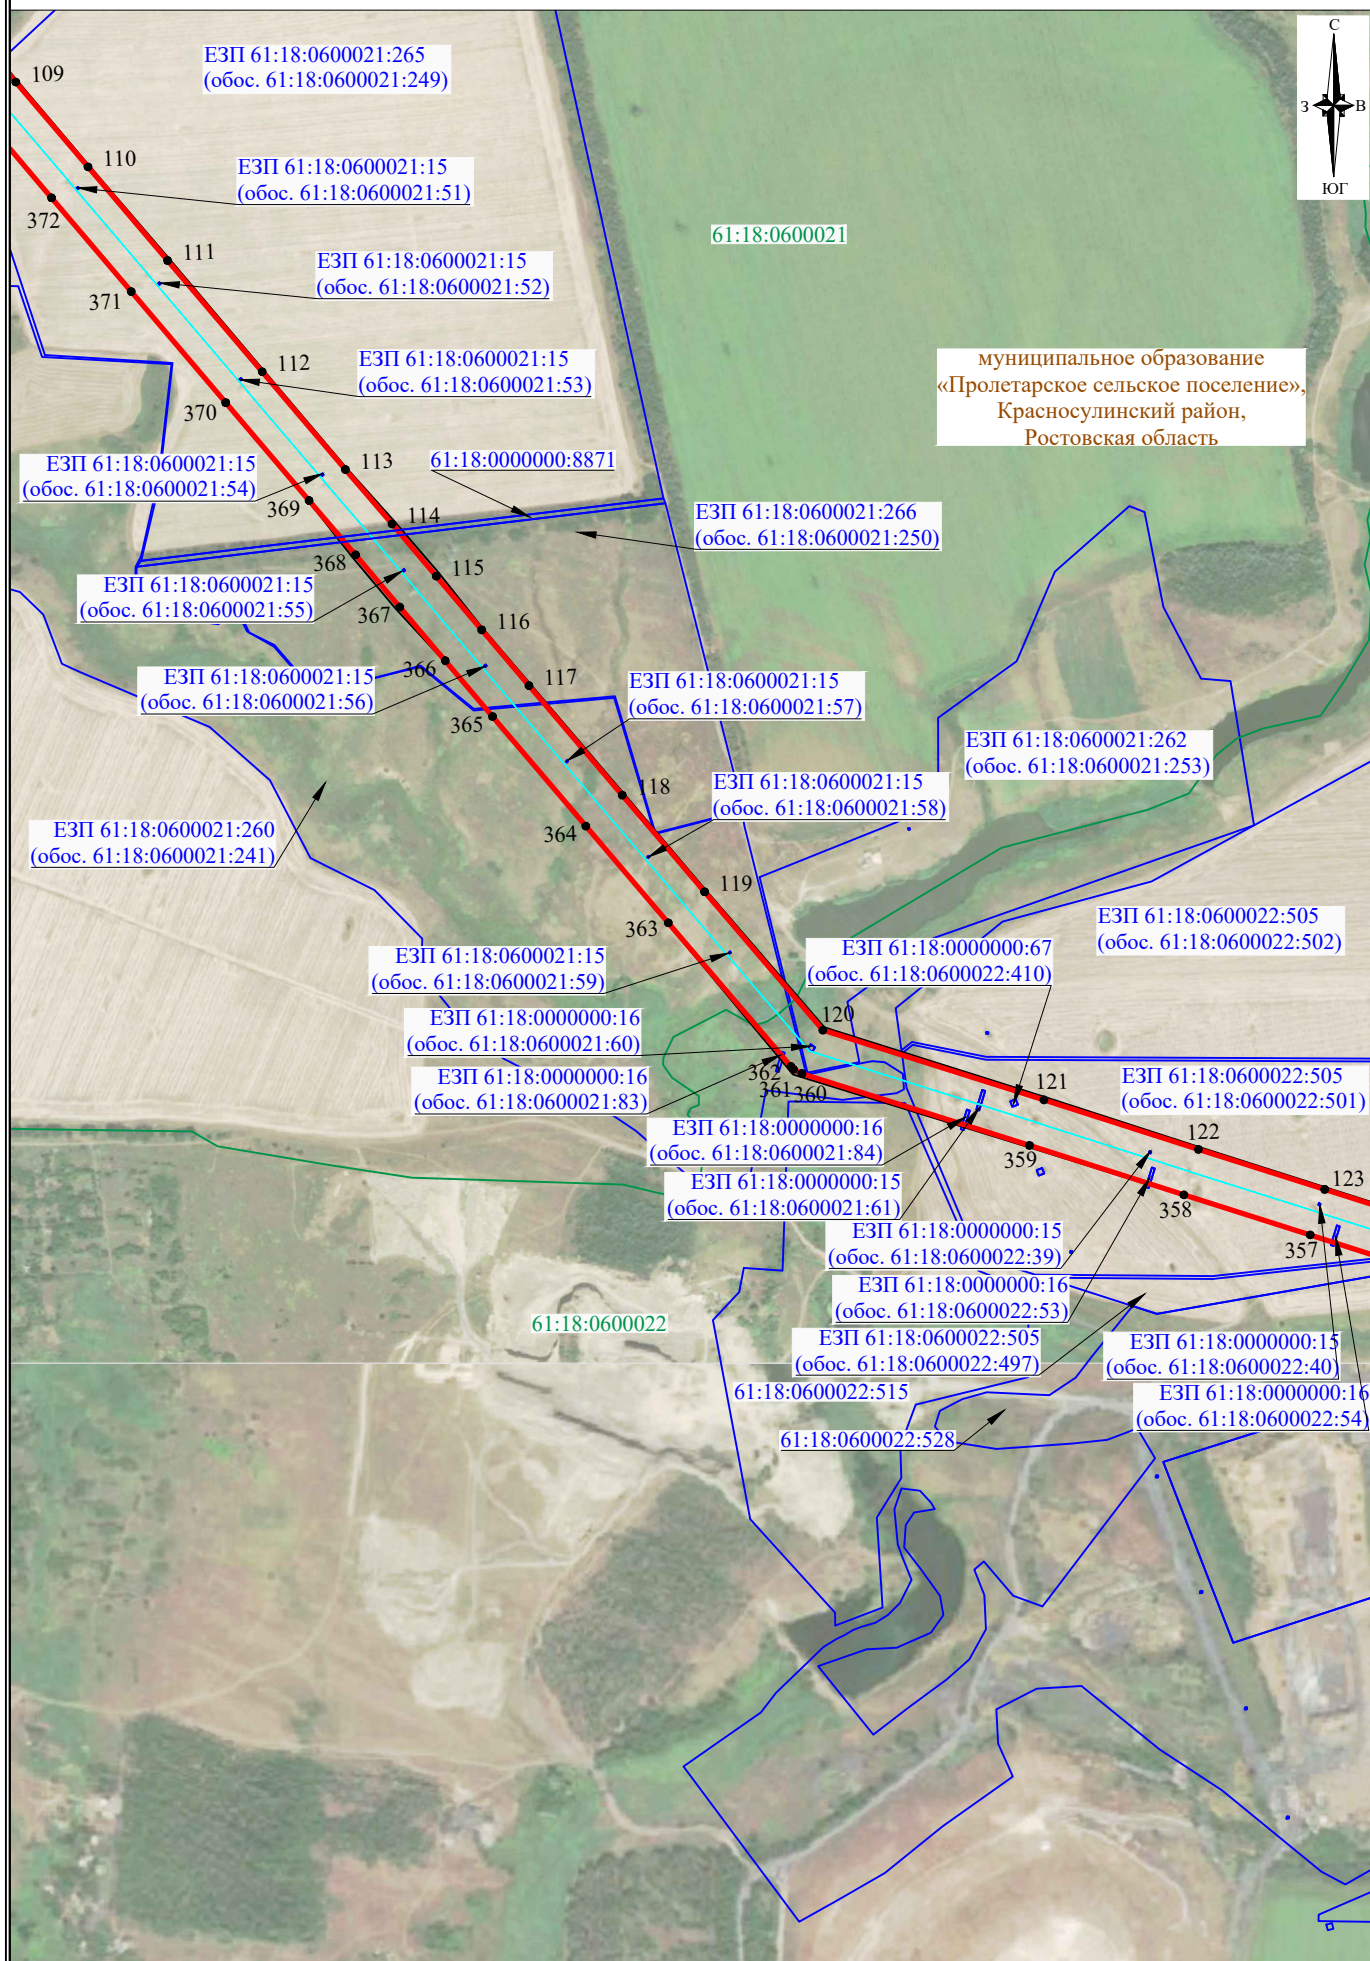 С
З
В
ЮГ
ЕЗП 61:18:0600021:265
(обос. 61:18:0600021:249)
109
110
ЕЗП 61:18:0600021:15
(обос. 61:18:0600021:51)
372
61:18:0600021
111
ЕЗП 61:18:0600021:15
(обос. 61:18:0600021:52)
371
112
ЕЗП 61:18:0600021:15
(обос. 61:18:0600021:53)
муниципальное образование
«Пролетарское сельское поселение»,
Красносулинский район,
Ростовская область
370
113
61:18:0000000:8871
ЕЗП 61:18:0600021:15
(обос. 61:18:0600021:54)
369
114
ЕЗП 61:18:0600021:266
(обос. 61:18:0600021:250)
368
115
ЕЗП 61:18:0600021:15
(обос. 61:18:0600021:55)
367
116
366
117
ЕЗП 61:18:0600021:15
(обос. 61:18:0600021:56)
ЕЗП 61:18:0600021:15
(обос. 61:18:0600021:57)
365
ЕЗП 61:18:0600021:262
(обос. 61:18:0600021:253)
118
ЕЗП 61:18:0600021:15
(обос. 61:18:0600021:58)
364
ЕЗП 61:18:0600021:260
(обос. 61:18:0600021:241)
119
363
ЕЗП 61:18:0600022:505
(обос. 61:18:0600022:502)
ЕЗП 61:18:0000000:67
(обос. 61:18:0600022:410)
ЕЗП 61:18:0600021:15
(обос. 61:18:0600021:59)
120
ЕЗП 61:18:0000000:16
(обос. 61:18:0600021:60)
362
361
360
ЕЗП 61:18:0000000:16
(обос. 61:18:0600021:83)
121
ЕЗП 61:18:0600022:505
(обос. 61:18:0600022:501)
122
ЕЗП 61:18:0000000:16
(обос. 61:18:0600021:84)
359
123
ЕЗП 61:18:0000000:15
(обос. 61:18:0600021:61)
358
357
ЕЗП 61:18:0000000:15
(обос. 61:18:0600022:39)
ЕЗП 61:18:0000000:16
(обос. 61:18:0600022:53)
61:18:0600022
ЕЗП 61:18:0600022:505
(обос. 61:18:0600022:497)
ЕЗП 61:18:0000000:15
(обос. 61:18:0600022:40)
61:18:0600022:515
ЕЗП 61:18:0000000:16
(обос. 61:18:0600022:54)
61:18:0600022:528